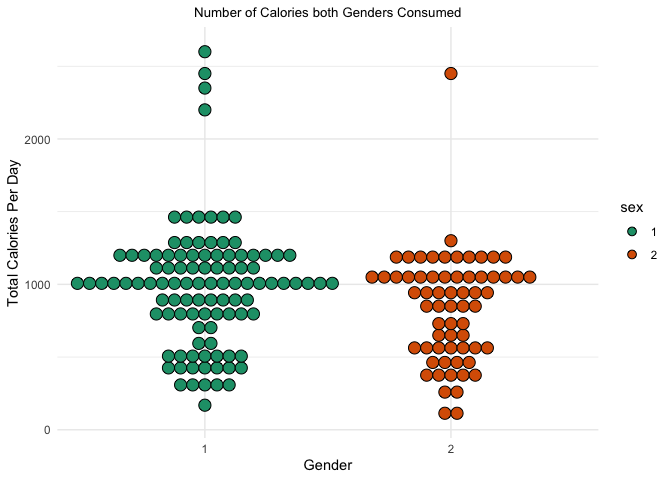 Number of Calories both Genders Consumed
Total Calories Per Day
2000
1000
0
1
2
Gender
sex
1
2